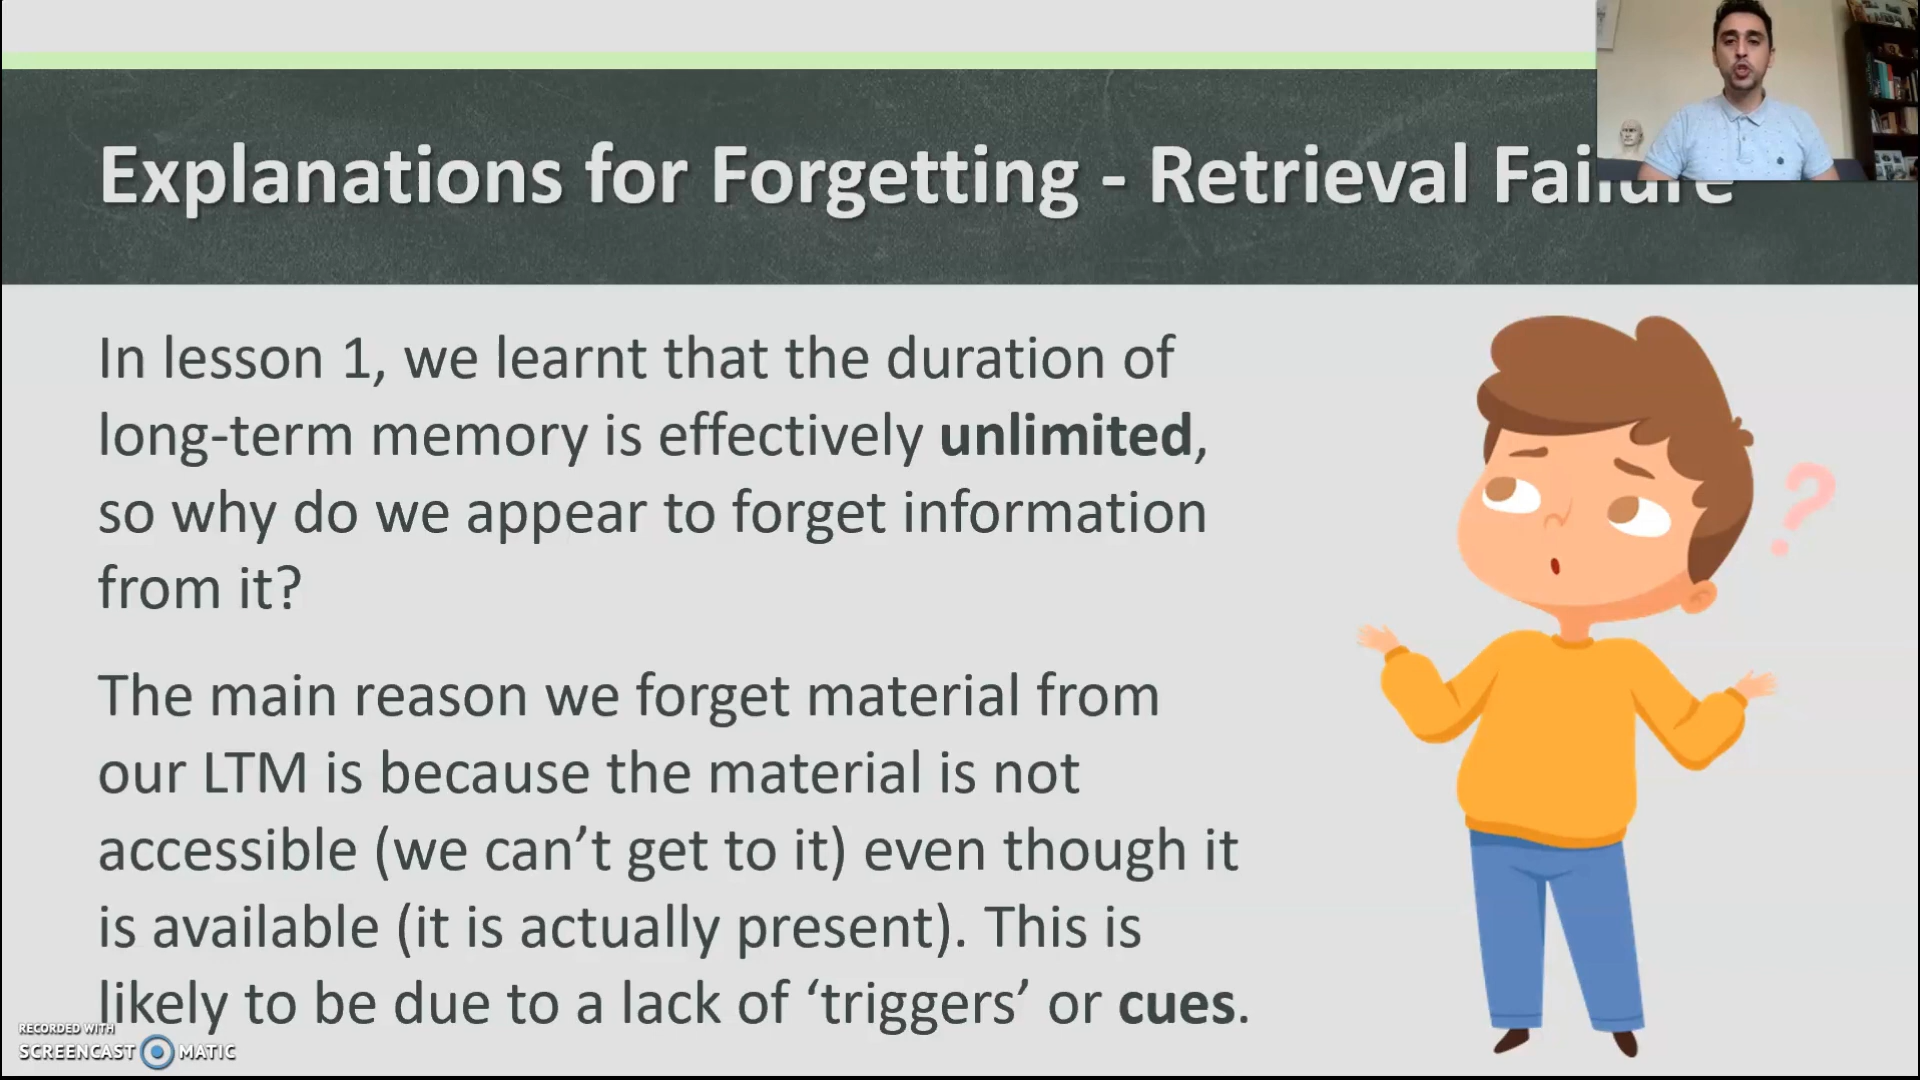 Explanations for Forgetting - Retrieval Failure
In lesson 1, we learnt that the duration of
long-term memory is effectively unlimited,
so why do we appear to forget information
from it?
The main reason we forget material from
our LTM is because the material is not
accessible (we can’t get to it) even though it
is available (it is actually present). This is
likely to be due to a lack of ‘triggers’ or cues.
RECORDED WITH
SCREENCAST MATIC
?